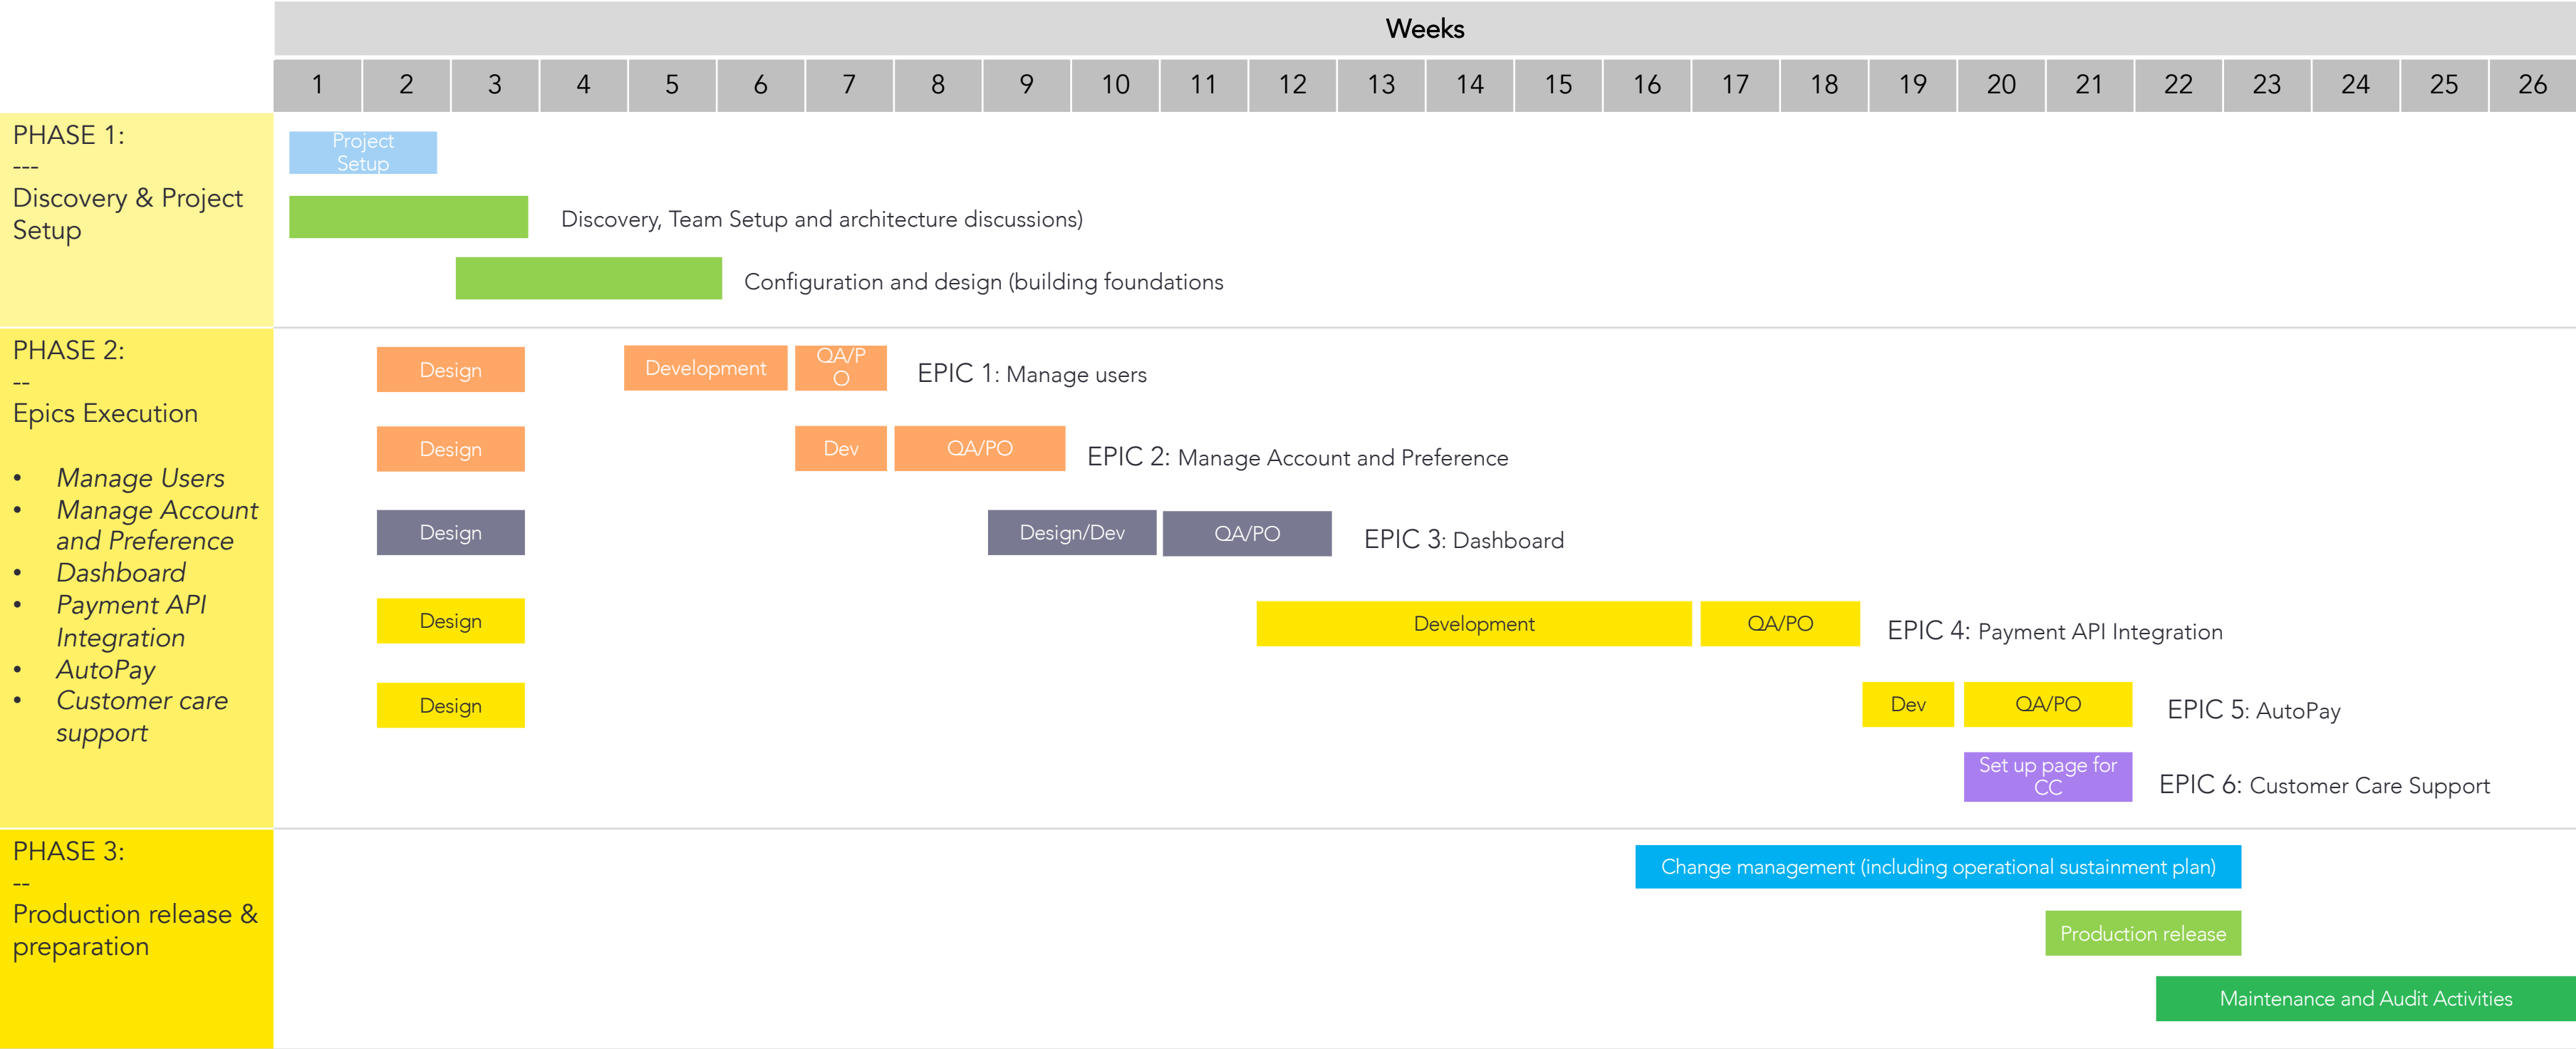 Weeks
1 2 3 4 5 6 7 8 9 10 11 12 13 14 15 16 17 18 19 20 21 22 23 24 25 26
PHASE 1:
---
Discovery & Project
Setup
Project
Setup
Discovery, Team Setup and architecture discussions)
Configuration and design (building foundations
PHASE 2:
--
Epics Execution
• Manage Users
• Manage Account
and Preference
• Dashboard
• Payment API
Integration
• AutoPay
• Customer care
support
Design
Development
QA/P
O
EPIC 1: Manage users
Design
Dev
QA/PO
EPIC 2: Manage Account and Preference
Design
Design/Dev
QA/PO
EPIC 3: Dashboard
Design
Development
QA/PO
EPIC 4: Payment API Integration
Design
Dev
QA/PO
EPIC 5: AutoPay
Set up page for
CC
EPIC 6: Customer Care Support
PHASE 3:
--
Production release &
preparation
Change management (including operational sustainment plan)
Production release
Maintenance and Audit Activities